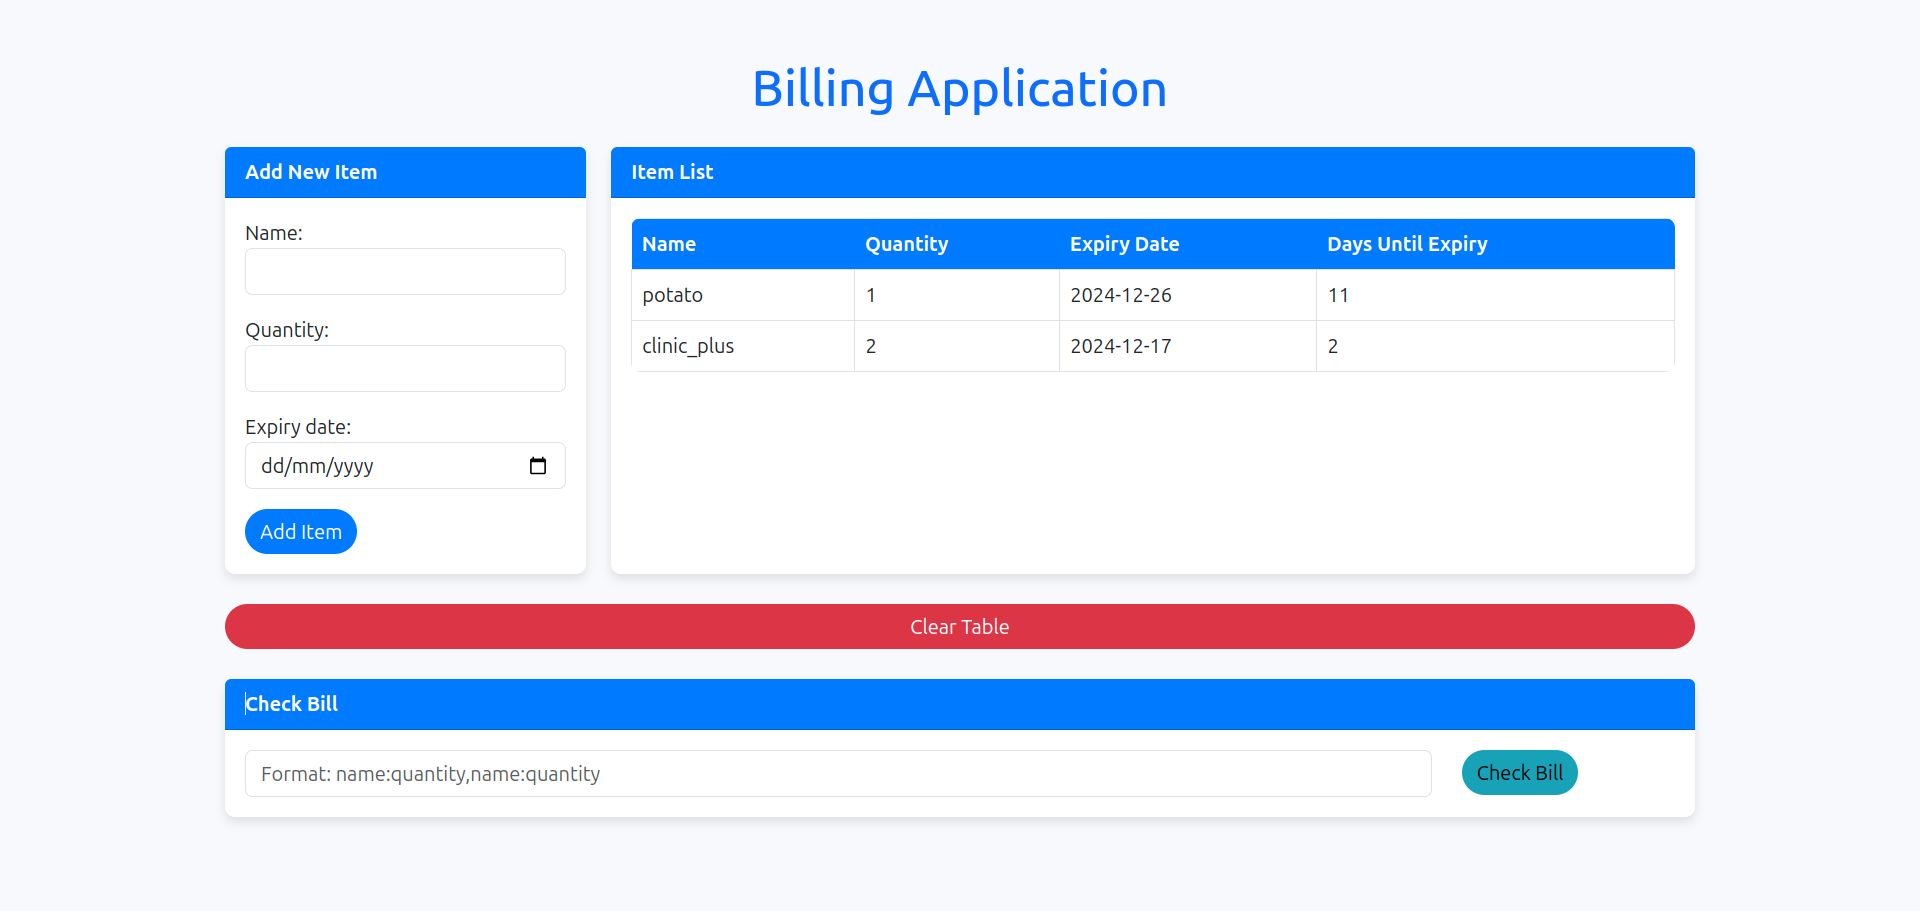 Billing Application
Add New Item
Name:
Quantity:
Expiry date:
dd/mm/yyyy
Add Item
Item List
Name Quantity Expiry Date Days Until Expiry
potato 1 2024-12-26 11
clinic_plus 2 2024-12-17 2
Clear Table
Check Bill
Format: name:quantity,name:quantity
Check Bill